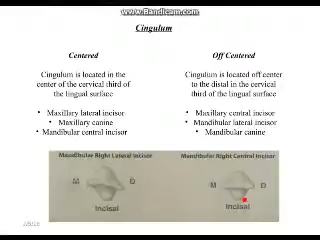 www.Bandicam.com
Cingulum
Centered
Cingulum is located in the
center of the cervical third of
the lingual surface
• Maxillary lateral incisor
• Maxillary canine
• Mandibular central incisor
Off Centered
Cingulum is located off center
to the distal in the cervical
third of the lingual surface
• Maxillary central incisor
• Mandibular lateral incisor
• Mandibular canine
Mandibular Right Lateral Incisor
M D
Incisal
Mandibular Right Central Incisor
M D
Incisal